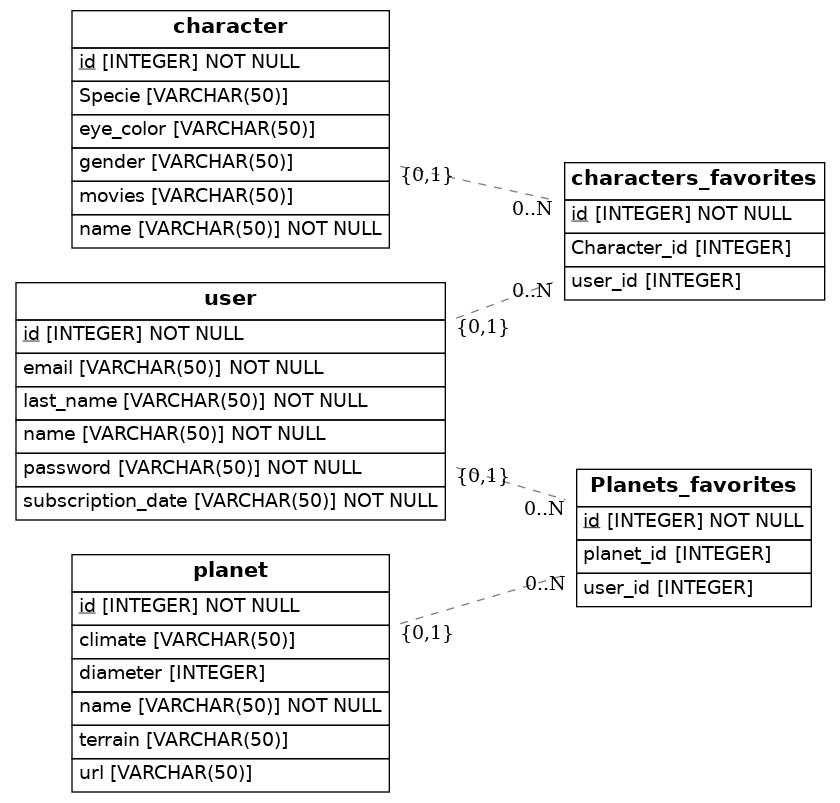 character
id [INTEGER] NOT NULL
Specie [VARCHAR(50)]
eye_color [VARCHAR(50)]
gender [VARCHAR(50)]
movies [VARCHAR(50)]
name [VARCHAR(50)] NOT NULL
{0,1}
0..N
characters_favorites
id [INTEGER] NOT NULL
Character_id [INTEGER]
user_id [INTEGER]
0..N
{0,1}
user
id [INTEGER] NOT NULL
email [VARCHAR(50)] NOT NULL
last_name [VARCHAR(50)] NOT NULL
name [VARCHAR(50)] NOT NULL
password [VARCHAR(50)] NOT NULL
subscription_date [VARCHAR(50)] NOT NULL
{0,1}
0..N
Planets_favorites
id [INTEGER] NOT NULL
planet_id [INTEGER]
user_id [INTEGER]
0..N
{0,1}
planet
id [INTEGER] NOT NULL
climate [VARCHAR(50)]
diameter [INTEGER]
name [VARCHAR(50)] NOT NULL
terrain [VARCHAR(50)]
url [VARCHAR(50)]